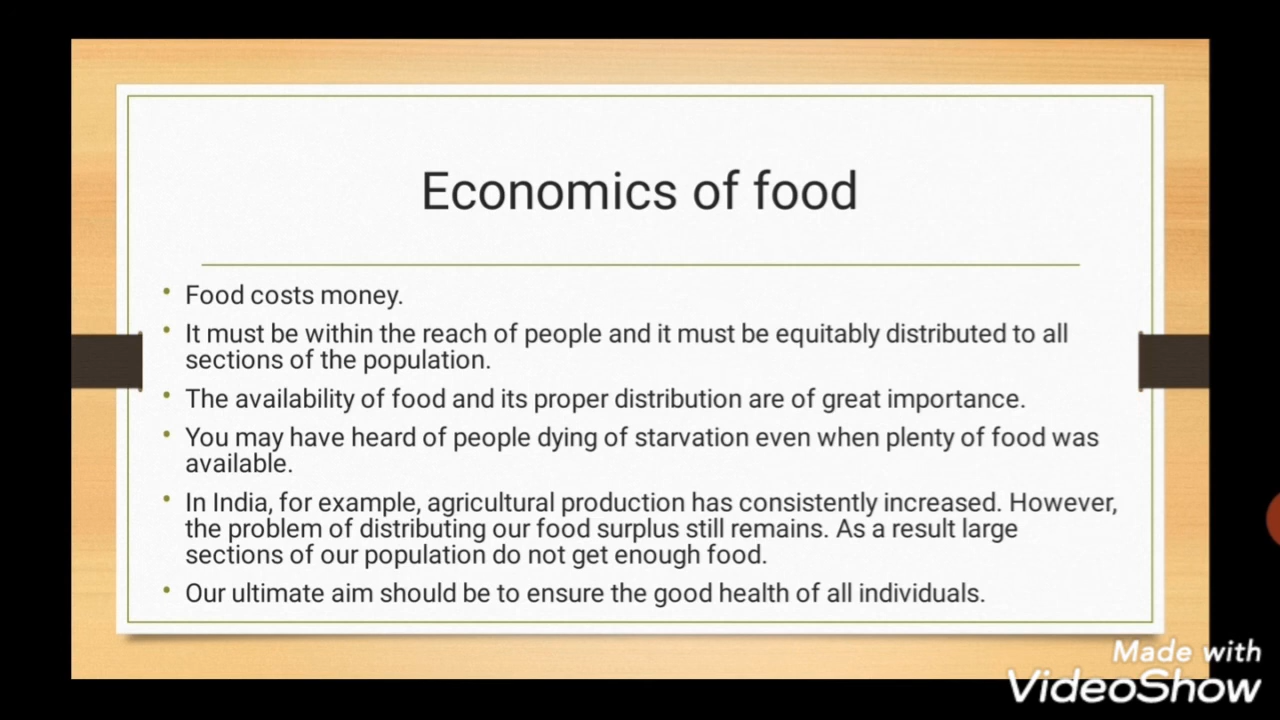 Economics of food
• Food costs money.
• It must be within the reach of people and it must be equitably distributed to all
sections of the population.
• The availability of food and its proper distribution are of great importance.
• You may have heard of people dying of starvation even when plenty of food was
available.
• In India, for example, agricultural production has consistently increased. However,
the problem of distributing our food surplus still remains. As a result large
sections of our population do not get enough food.
• Our ultimate aim should be to ensure the good health of all individuals.
Made with
VideoShow